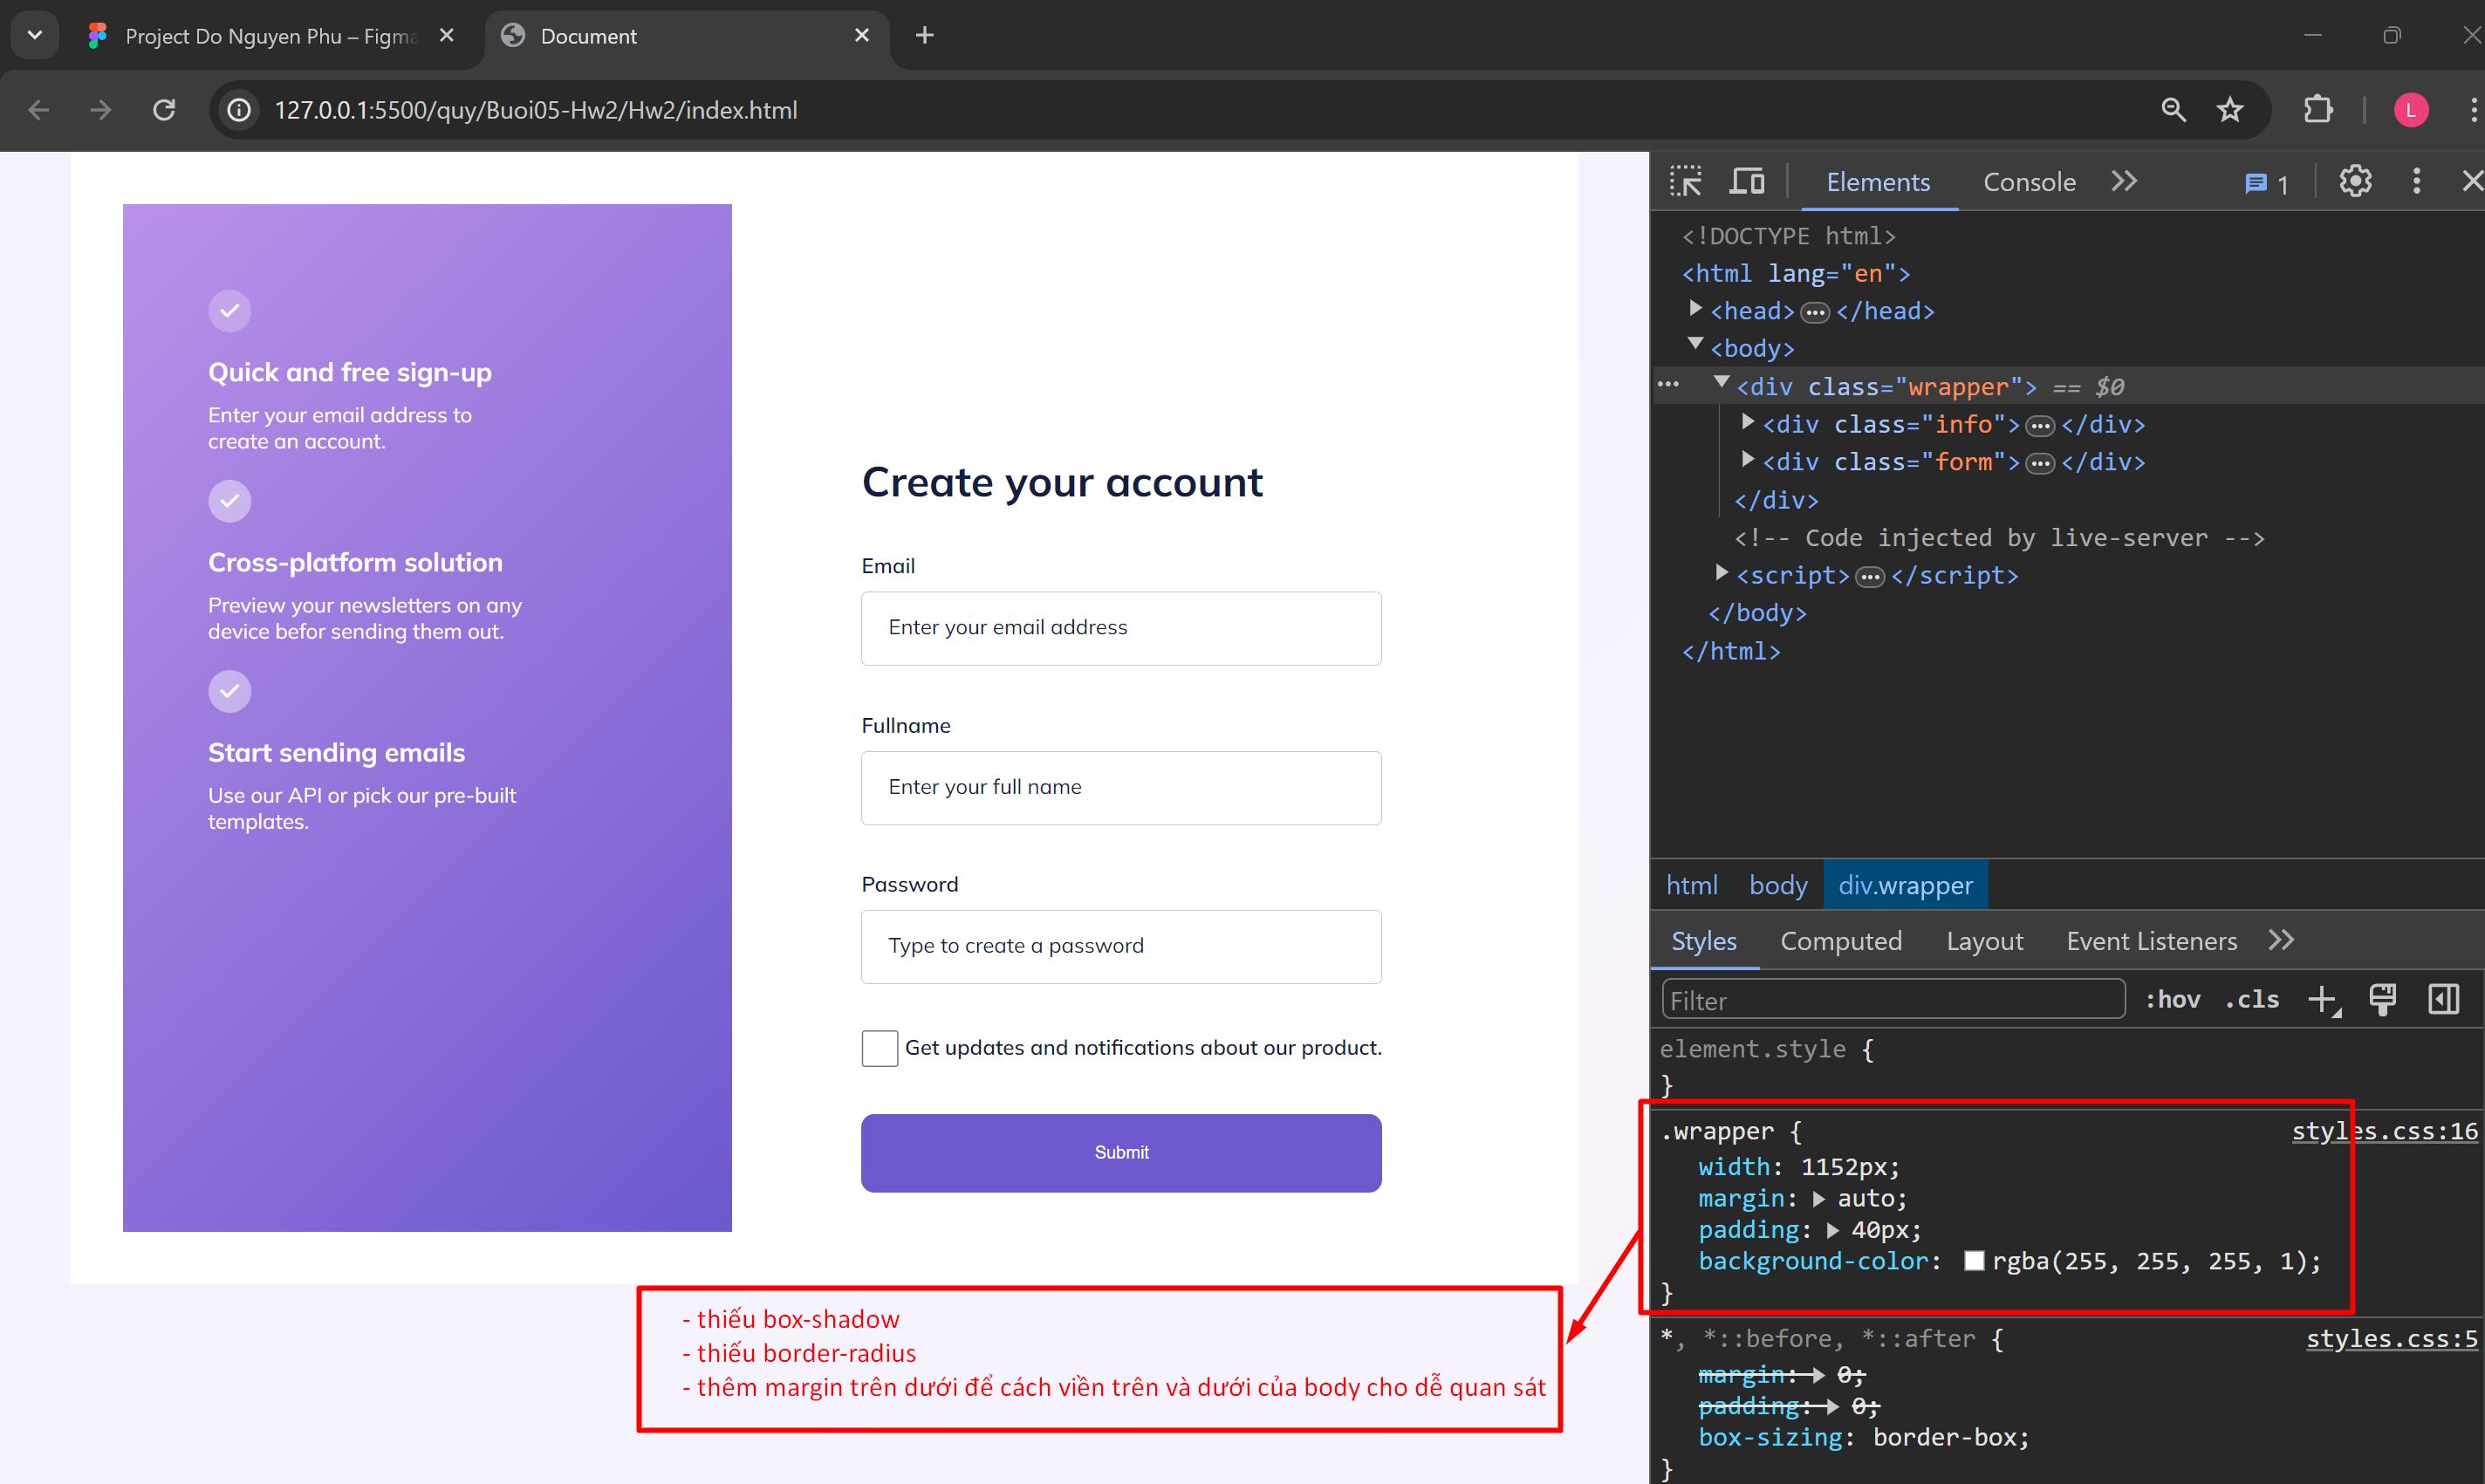 Project Do Nguyen Phu – Figma
Document
127.0.0.1:5500/quy/Buoi05-Hw2/Hw2/index.html
L
Quick and free sign-up
Enter your email address to
create an account.
Cross-platform solution
Preview your newsletters on any
device befor sending them out.
Start sending emails
Use our API or pick our pre-built
templates.
Create your account
Email
Enter your email address
Fullname
Enter your full name
Password
Type to create a password
Get updates and notifications about our product.
Submit
- thiếu box-shadow
- thiếu border-radius
- thêm margin trên dưới để cách viền trên và dưới của body cho dễ quan sát
Elements
Console
1
<!DOCTYPE html>
<html lang="en">
<head>…</head>
<body>
<div class="wrapper"> == $0
<div class="info">…</div>
<div class="form">…</div>
</div>
<!-- Code injected by live-server -->
<script>…</script>
</body>
</html>
html body div.wrapper
Styles Computed Layout Event Listeners
Filter :hov .cls
element.style {
}
.wrapper { styles.css:16
width: 1152px;
margin: auto;
padding: 40px;
background-color: rgba(255, 255, 255, 1);
}
*, *::before, *::after { styles.css:5
margin: 0;
padding: 0;
box-sizing: border-box;
}